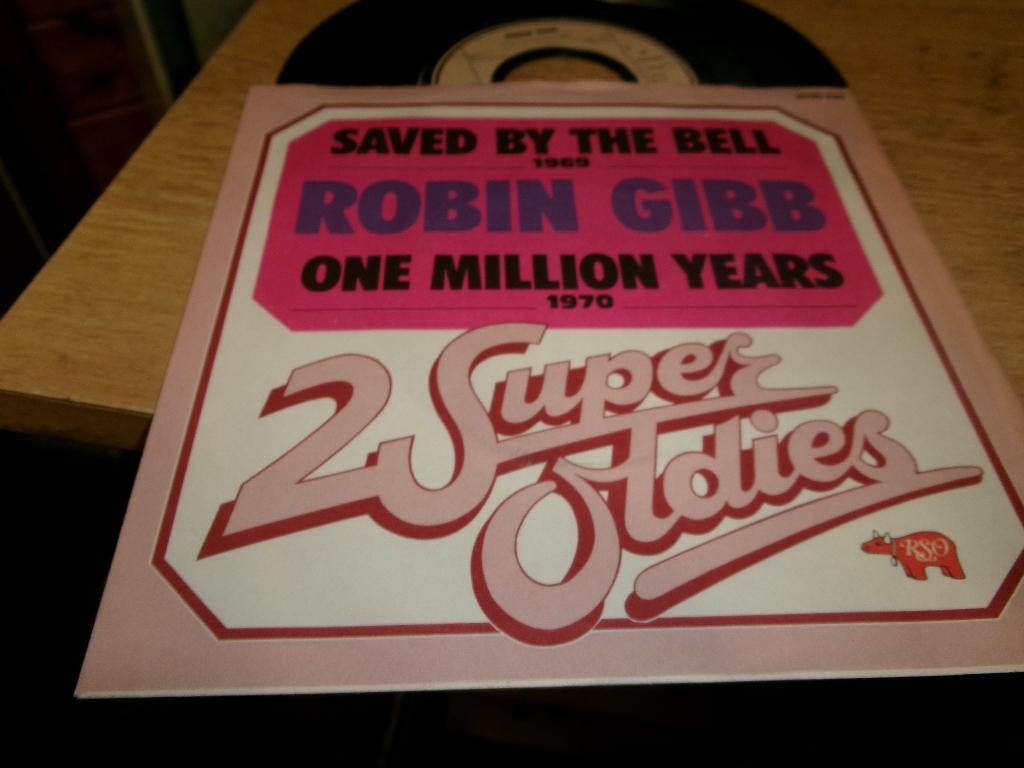 SAVED BY THE BELL
1969
ROBIN GIBB
ONE MILLION YEARS
1970
2 Super
Oldies
RSO